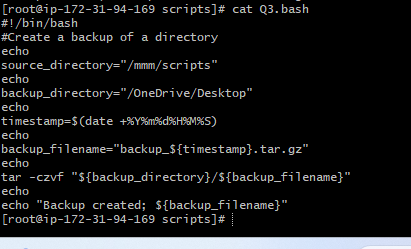 [root@ip-172-31-94-169 scripts]# cat Q3.bash
#!/bin/bash
#Create a backup of a directory
echo
source_directory="/mmm/scripts"
echo
backup_directory="/OneDrive/Desktop"
echo
timestamp=$(date +%Y%m%d%H%M%S)
echo
backup_filename="backup_${timestamp}.tar.gz"
echo
tar -czvf "${backup_directory}/${backup_filename}"
echo
echo "Backup created; ${backup_filename}"
[root@ip-172-31-94-169 scripts]#